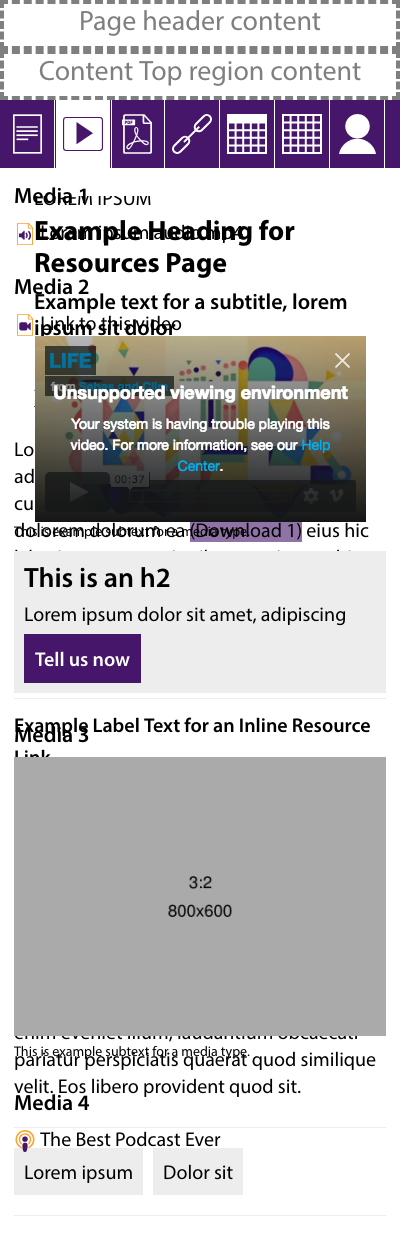 Page header content
Content Top region content
PDF
Media 1
LOREM IPSUM
Lorem ipsum audio.mp4
Example Heading for
Resources Page
Media 2
Example text for a subtitle, lorem
ipsum sit dolor
Link to this video
LIFE
from
Unsupported viewing environment
Your system is having trouble playing this
video. For more information, see our Help
Center.
00:37
Lo
ad
cu
dolorem dolorum ea (Download 1) eius hic
This is example subtext for a media type.
This is an h2
Lorem ipsum dolor sit amet, adipiscing
Tell us now
Example Label Text for an Inline Resource
Link
Media 3
3:2
800x600
enim eveniet illum, laudantium obcaecati
This is example subtext for a media type.
pariatur perspiciatis quaerat quod similique
velit. Eos libero provident quod sit.
Media 4
The Best Podcast Ever
Lorem ipsum
Dolor sit